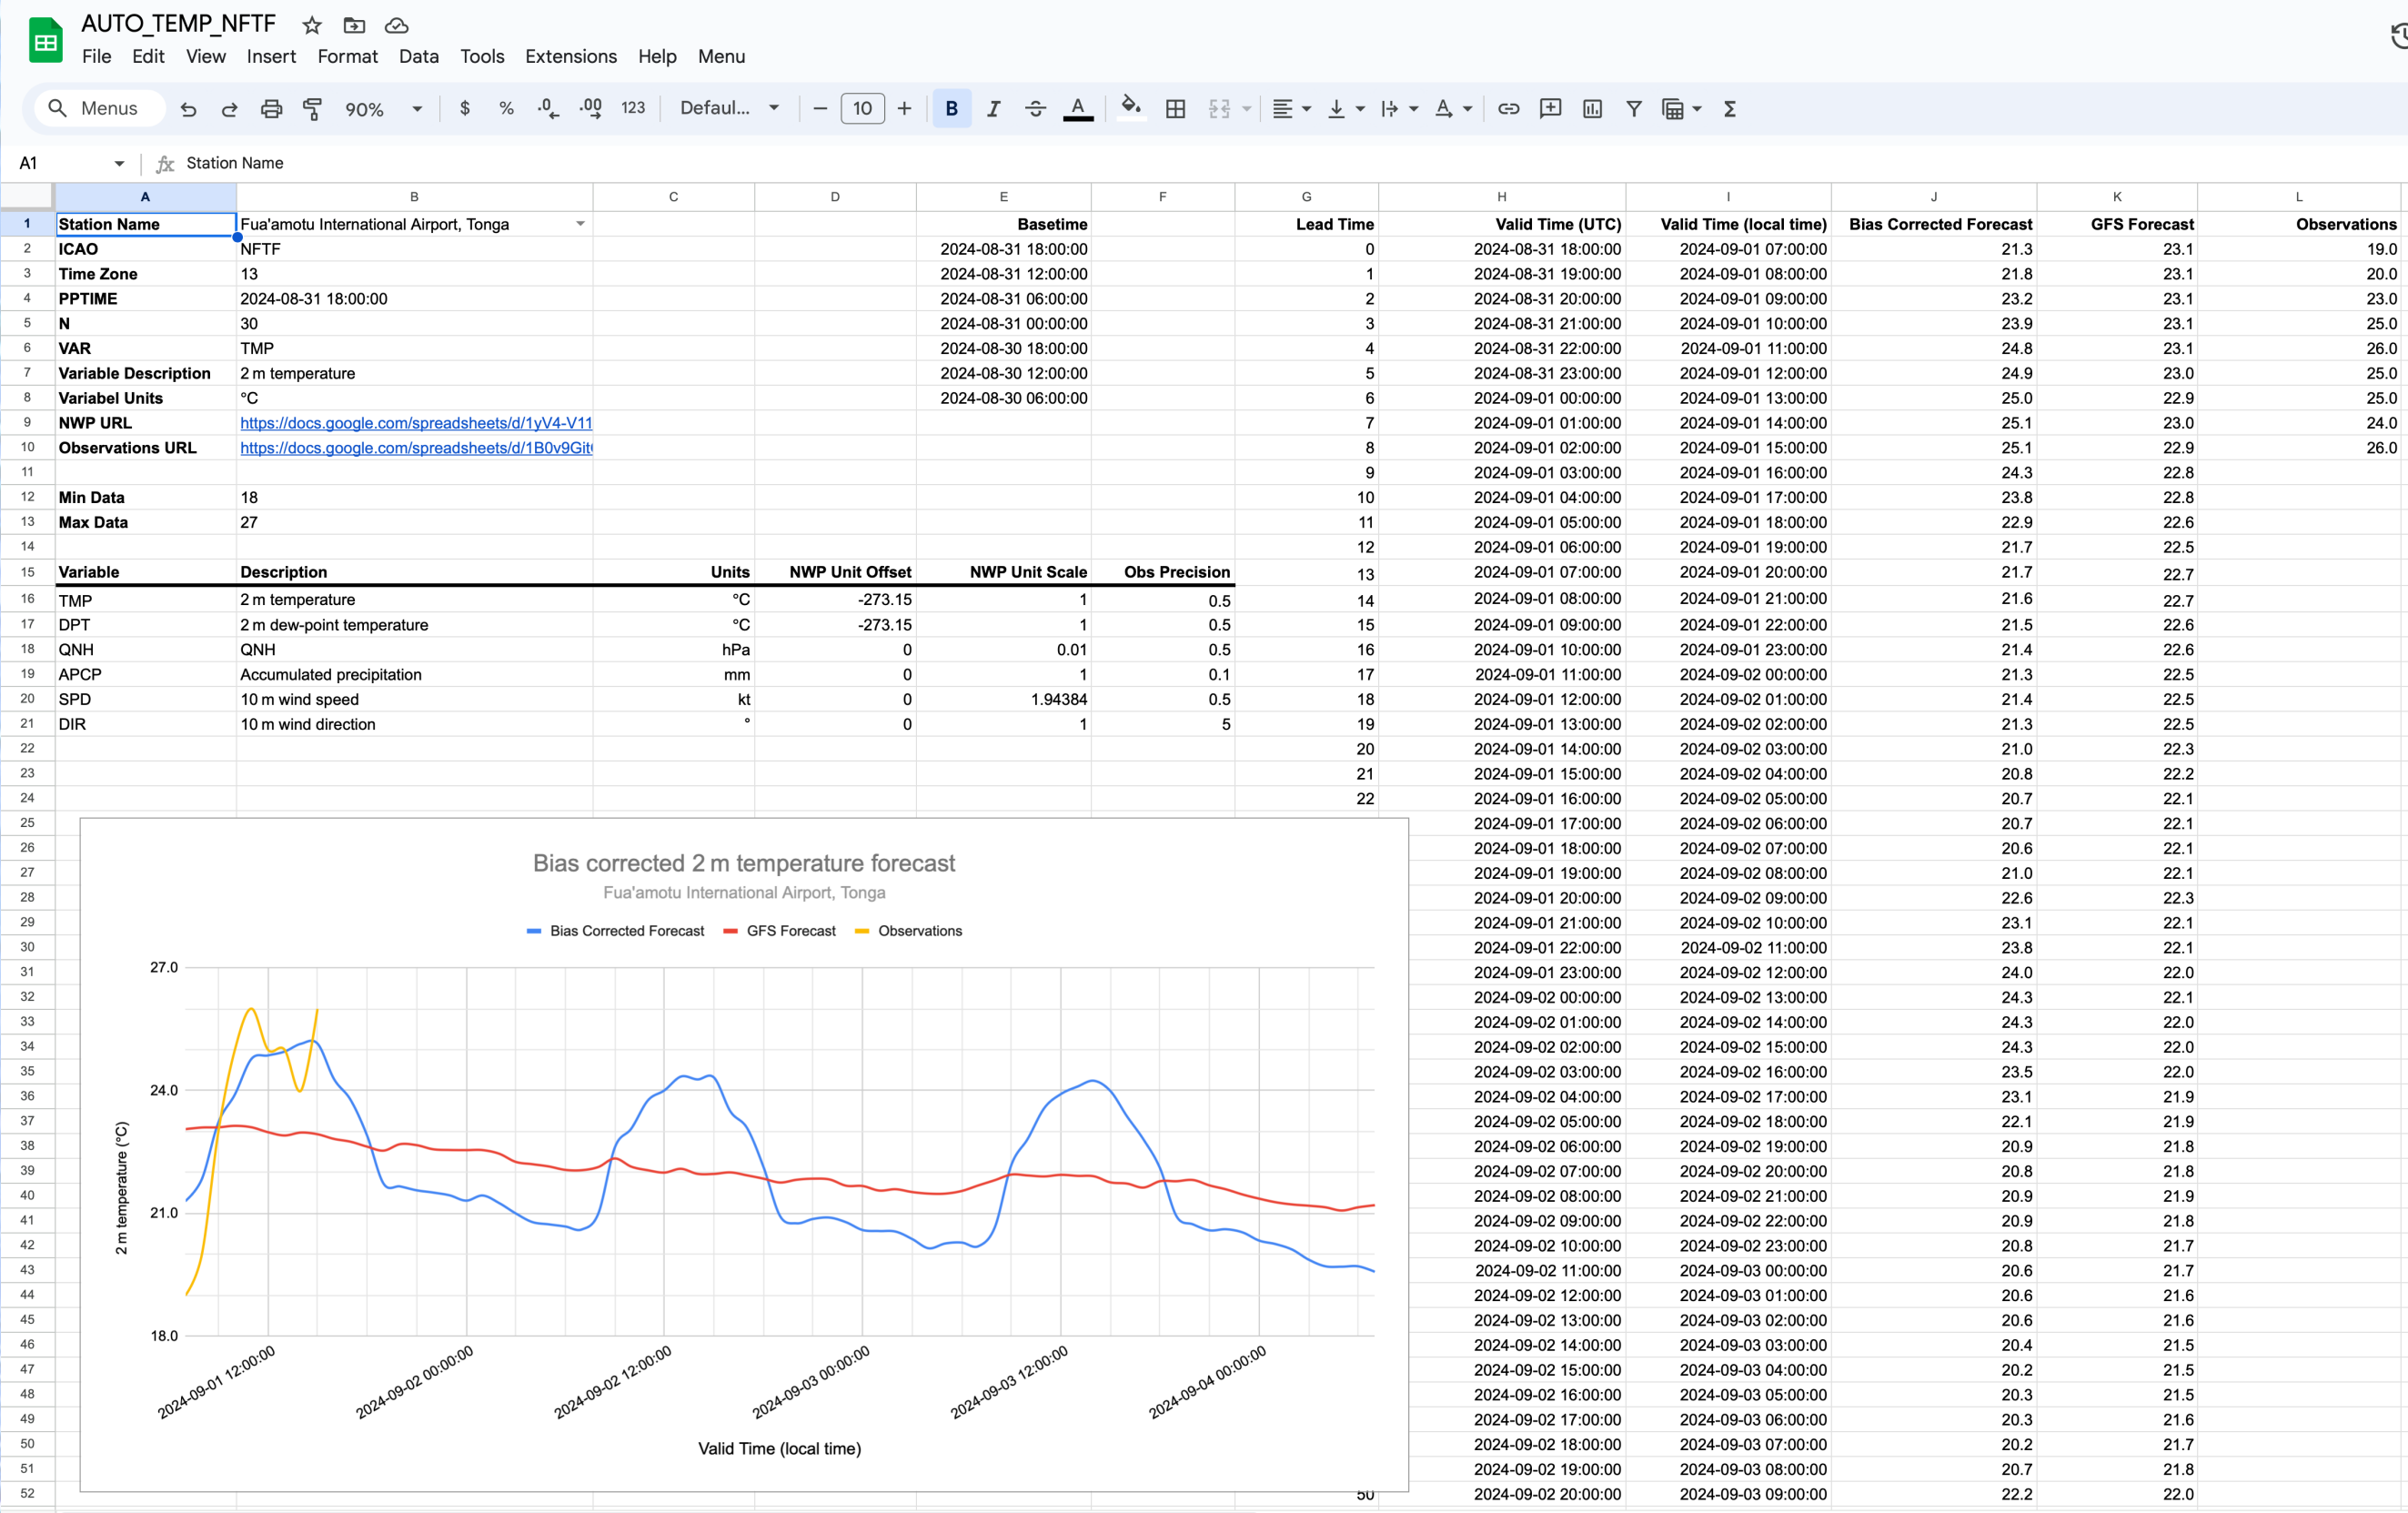 AUTO_TEMP_NFTF
File Edit View Insert Format Data Tools Extensions Help Menu
Menus 90% $ % .0 .00 123 Defaul... 10 B I A
A1 fx Station Name
A B C D E F G H I J K L
1 Station Name Fua'amotu International Airport, Tonga Basetime Lead Time Valid Time (UTC) Valid Time (local time) Bias Corrected Forecast GFS Forecast Observations
2 ICAO NFTF 2024-08-31 18:00:00 0 2024-08-31 18:00:00 2024-09-01 07:00:00 21.3 23.1 19.0
3 Time Zone 13 2024-08-31 12:00:00 1 2024-08-31 19:00:00 2024-09-01 08:00:00 21.8 23.1 20.0
4 PPTIME 2024-08-31 18:00:00 2024-08-31 06:00:00 2 2024-08-31 20:00:00 2024-09-01 09:00:00 23.2 23.1 23.0
5 N 30 2024-08-31 00:00:00 3 2024-08-31 21:00:00 2024-09-01 10:00:00 23.9 23.1 25.0
6 VAR TMP 2024-08-30 18:00:00 4 2024-08-31 22:00:00 2024-09-01 11:00:00 24.8 23.1 26.0
7 Variable Description 2 m temperature 2024-08-30 12:00:00 5 2024-08-31 23:00:00 2024-09-01 12:00:00 24.9 23.0 25.0
8 Variabel Units °C 2024-08-30 06:00:00 6 2024-09-01 00:00:00 2024-09-01 13:00:00 25.0 22.9 25.0
9 NWP URL https://docs.google.com/spreadsheets/d/1yV4-V11 7 2024-09-01 01:00:00 2024-09-01 14:00:00 25.1 23.0 24.0
10 Observations URL https://docs.google.com/spreadsheets/d/1B0v9Git 8 2024-09-01 02:00:00 2024-09-01 15:00:00 25.1 22.9 26.0
11 9 2024-09-01 03:00:00 2024-09-01 16:00:00 24.3 22.8
12 Min Data 18 10 2024-09-01 04:00:00 2024-09-01 17:00:00 23.8 22.8
13 Max Data 27 11 2024-09-01 05:00:00 2024-09-01 18:00:00 22.9 22.6
14 12 2024-09-01 06:00:00 2024-09-01 19:00:00 21.7 22.5
15 Variable Description Units NWP Unit Offset NWP Unit Scale Obs Precision 13 2024-09-01 07:00:00 2024-09-01 20:00:00 21.7 22.7
16 TMP 2 m temperature °C -273.15 1 0.5 14 2024-09-01 08:00:00 2024-09-01 21:00:00 21.6 22.7
17 DPT 2 m dew-point temperature °C -273.15 1 0.5 15 2024-09-01 09:00:00 2024-09-01 22:00:00 21.5 22.6
18 QNH QNH hPa 0 0.01 0.5 16 2024-09-01 10:00:00 2024-09-01 23:00:00 21.4 22.6
19 APCP Accumulated precipitation mm 0 1 0.1 17 2024-09-01 11:00:00 2024-09-02 00:00:00 21.3 22.5
20 SPD 10 m wind speed kt 0 1.94384 0.5 18 2024-09-01 12:00:00 2024-09-02 01:00:00 21.4 22.5
21 DIR 10 m wind direction ° 0 1 5 19 2024-09-01 13:00:00 2024-09-02 02:00:00 21.3 22.5
22 20 2024-09-01 14:00:00 2024-09-02 03:00:00 21.0 22.3
23 21 2024-09-01 15:00:00 2024-09-02 04:00:00 20.8 22.2
24 22 2024-09-01 16:00:00 2024-09-02 05:00:00 20.7 22.1
25 2024-09-01 17:00:00 2024-09-02 06:00:00 20.7 22.1
26 2024-09-01 18:00:00 2024-09-02 07:00:00 20.6 22.1
27 2024-09-01 19:00:00 2024-09-02 08:00:00 21.0 22.1
28 2024-09-01 20:00:00 2024-09-02 09:00:00 22.6 22.3
29 2024-09-01 21:00:00 2024-09-02 10:00:00 23.1 22.1
30 2024-09-01 22:00:00 2024-09-02 11:00:00 23.8 22.1
31 2024-09-01 23:00:00 2024-09-02 12:00:00 24.0 22.0
32 2024-09-02 00:00:00 2024-09-02 13:00:00 24.3 22.1
33 2024-09-02 01:00:00 2024-09-02 14:00:00 24.3 22.0
34 2024-09-02 02:00:00 2024-09-02 15:00:00 24.3 22.0
35 2024-09-02 03:00:00 2024-09-02 16:00:00 23.5 22.0
36 2024-09-02 04:00:00 2024-09-02 17:00:00 23.1 21.9
37 2024-09-02 05:00:00 2024-09-02 18:00:00 22.1 21.9
38 2024-09-02 06:00:00 2024-09-02 19:00:00 20.9 21.8
39 2024-09-02 07:00:00 2024-09-02 20:00:00 20.8 21.8
40 2024-09-02 08:00:00 2024-09-02 21:00:00 20.9 21.9
41 2024-09-02 09:00:00 2024-09-02 22:00:00 20.9 21.8
42 2024-09-02 10:00:00 2024-09-02 23:00:00 20.8 21.7
43 2024-09-02 11:00:00 2024-09-03 00:00:00 20.6 21.7
44 2024-09-02 12:00:00 2024-09-03 01:00:00 20.6 21.6
45 2024-09-02 13:00:00 2024-09-03 02:00:00 20.6 21.6
46 2024-09-02 14:00:00 2024-09-03 03:00:00 20.4 21.5
47 2024-09-02 15:00:00 2024-09-03 04:00:00 20.2 21.5
48 2024-09-02 16:00:00 2024-09-03 05:00:00 20.3 21.5
49 2024-09-02 17:00:00 2024-09-03 06:00:00 20.3 21.6
50 2024-09-02 18:00:00 2024-09-03 07:00:00 20.2 21.7
51 2024-09-02 19:00:00 2024-09-03 08:00:00 20.7 21.8
52 50 2024-09-02 20:00:00 2024-09-03 09:00:00 22.2 22.0
Bias corrected 2 m temperature forecast
Fua'amotu International Airport, Tonga
Bias Corrected Forecast GFS Forecast Observations
2 m temperature (°C)
27.0
24.0
21.0
18.0
2024-09-01 12:00:00 2024-09-02 00:00:00 2024-09-02 12:00:00 2024-09-03 00:00:00 2024-09-03 12:00:00 2024-09-04 00:00:00
Valid Time (local time)